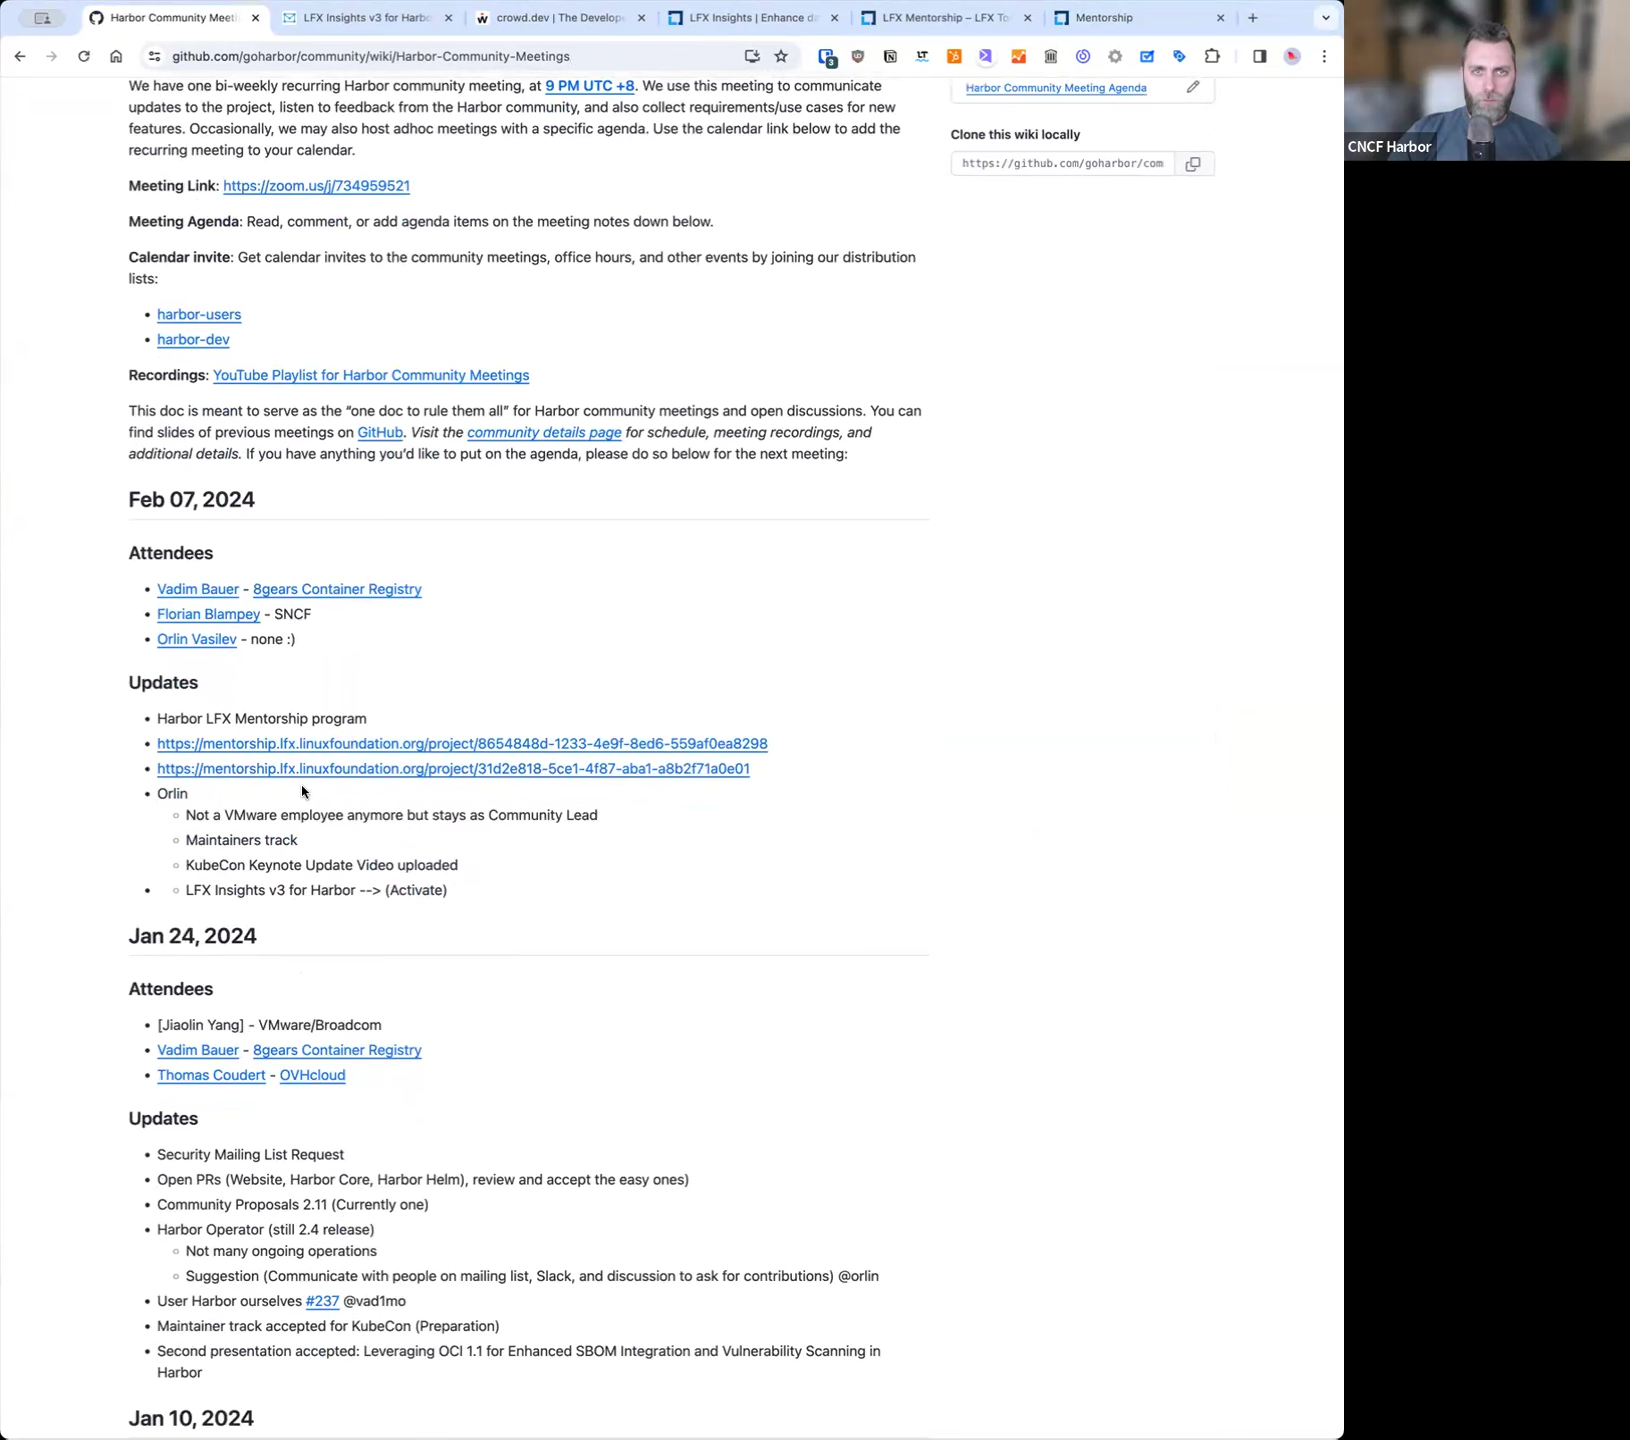 Harbor Community Meeti
LFX Insights v3 for Harbo
crowd.dev | The Develope
LFX Insights | Enhance da
LFX Mentorship – LFX To
Mentorship
github.com/goharbor/community/wiki/Harbor-Community-Meetings
We have one bi-weekly recurring Harbor community meeting, at 9 PM UTC +8. We use this meeting to communicate
updates to the project, listen to feedback from the Harbor community, and also collect requirements/use cases for new
features. Occasionally, we may also host adhoc meetings with a specific agenda. Use the calendar link below to add the
recurring meeting to your calendar.
Meeting Link: https://zoom.us/j/734959521
Meeting Agenda: Read, comment, or add agenda items on the meeting notes down below.
Calendar invite: Get calendar invites to the community meetings, office hours, and other events by joining our distribution
lists:
• harbor-users
• harbor-dev
Recordings: YouTube Playlist for Harbor Community Meetings
This doc is meant to serve as the “one doc to rule them all” for Harbor community meetings and open discussions. You can
find slides of previous meetings on GitHub. Visit the community details page for schedule, meeting recordings, and
additional details. If you have anything you’d like to put on the agenda, please do so below for the next meeting:
Feb 07, 2024
Attendees
• Vadim Bauer - 8gears Container Registry
• Florian Blampey - SNCF
• Orlin Vasilev - none :)
Updates
• Harbor LFX Mentorship program
• https://mentorship.lfx.linuxfoundation.org/project/8654848d-1233-4e9f-8ed6-559af0ea8298
• https://mentorship.lfx.linuxfoundation.org/project/31d2e818-5ce1-4f87-aba1-a8b2f71a0e01
• Orlin
◦ Not a VMware employee anymore but stays as Community Lead
◦ Maintainers track
◦ KubeCon Keynote Update Video uploaded
• ◦ LFX Insights v3 for Harbor --> (Activate)
Jan 24, 2024
Attendees
• [Jiaolin Yang] - VMware/Broadcom
• Vadim Bauer - 8gears Container Registry
• Thomas Coudert - OVHcloud
Updates
• Security Mailing List Request
• Open PRs (Website, Harbor Core, Harbor Helm), review and accept the easy ones)
• Community Proposals 2.11 (Currently one)
• Harbor Operator (still 2.4 release)
◦ Not many ongoing operations
◦ Suggestion (Communicate with people on mailing list, Slack, and discussion to ask for contributions) @orlin
• User Harbor ourselves #237 @vad1mo
• Maintainer track accepted for KubeCon (Preparation)
• Second presentation accepted: Leveraging OCI 1.1 for Enhanced SBOM Integration and Vulnerability Scanning in
Harbor
Jan 10, 2024
Harbor Community Meeting Agenda
Clone this wiki locally
https://github.com/goharbor/com
CNCF Harbor